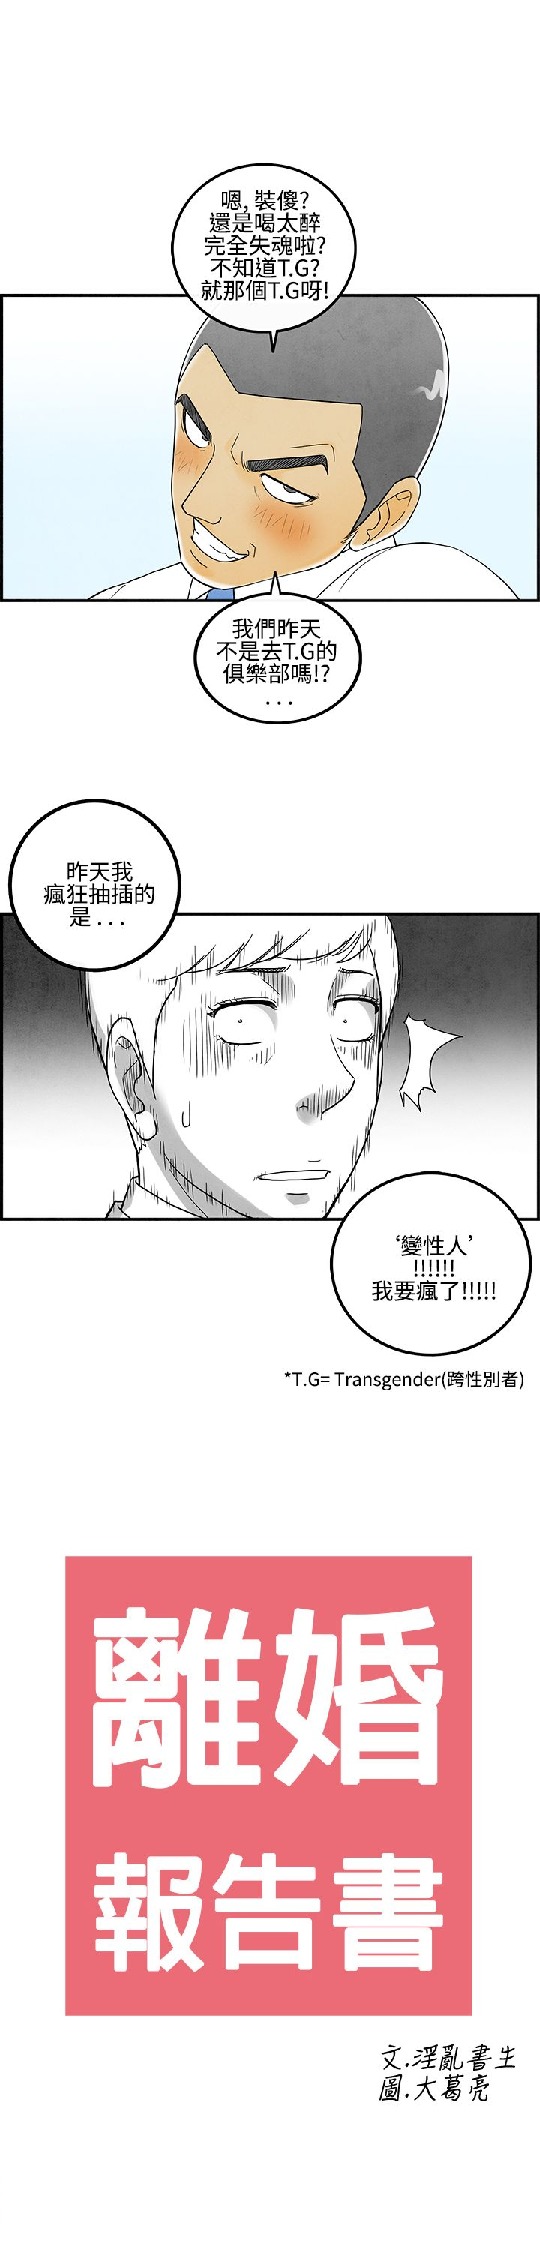 嗯, 裝傻?
還是喝太醉
完全失魂啦?
不知道T.G?
就那個T.G呀!
我們昨天
不是去T.G的
俱樂部嗎!?
...
昨天我
瘋狂抽插的
是...
‘變性人’
!!!!!!
我要瘋了!!!!!
*T.G= Transgender(跨性別者)
離婚
報告書
文.淫亂書生
圖.大葛亮